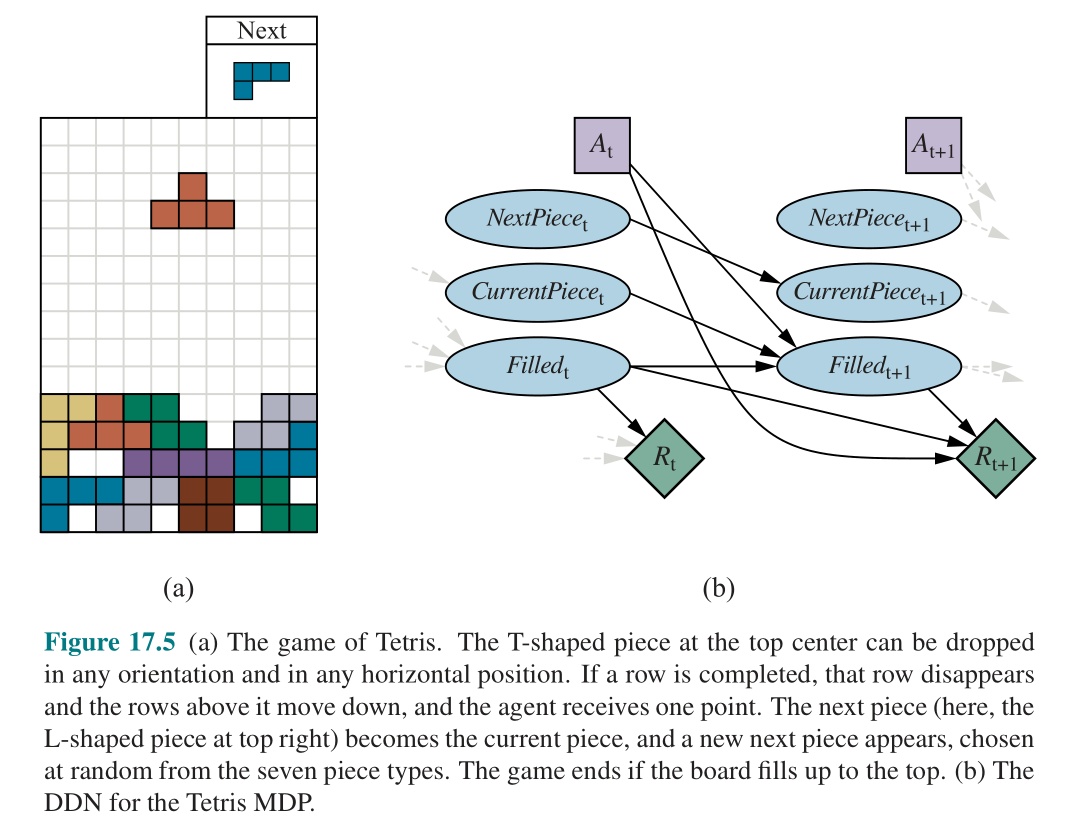 Next
A_t
A_t+1
NextPiece_t
NextPiece_t+1
CurrentPiece_t
CurrentPiece_t+1
Filled_t
Filled_t+1
R_t
R_t+1
(a)
(b)
Figure 17.5 (a) The game of Tetris. The T-shaped piece at the top center can be dropped
in any orientation and in any horizontal position. If a row is completed, that row disappears
and the rows above it move down, and the agent receives one point. The next piece (here, the
L-shaped piece at top right) becomes the current piece, and a new next piece appears, chosen
at random from the seven piece types. The game ends if the board fills up to the top. (b) The
DDN for the Tetris MDP.